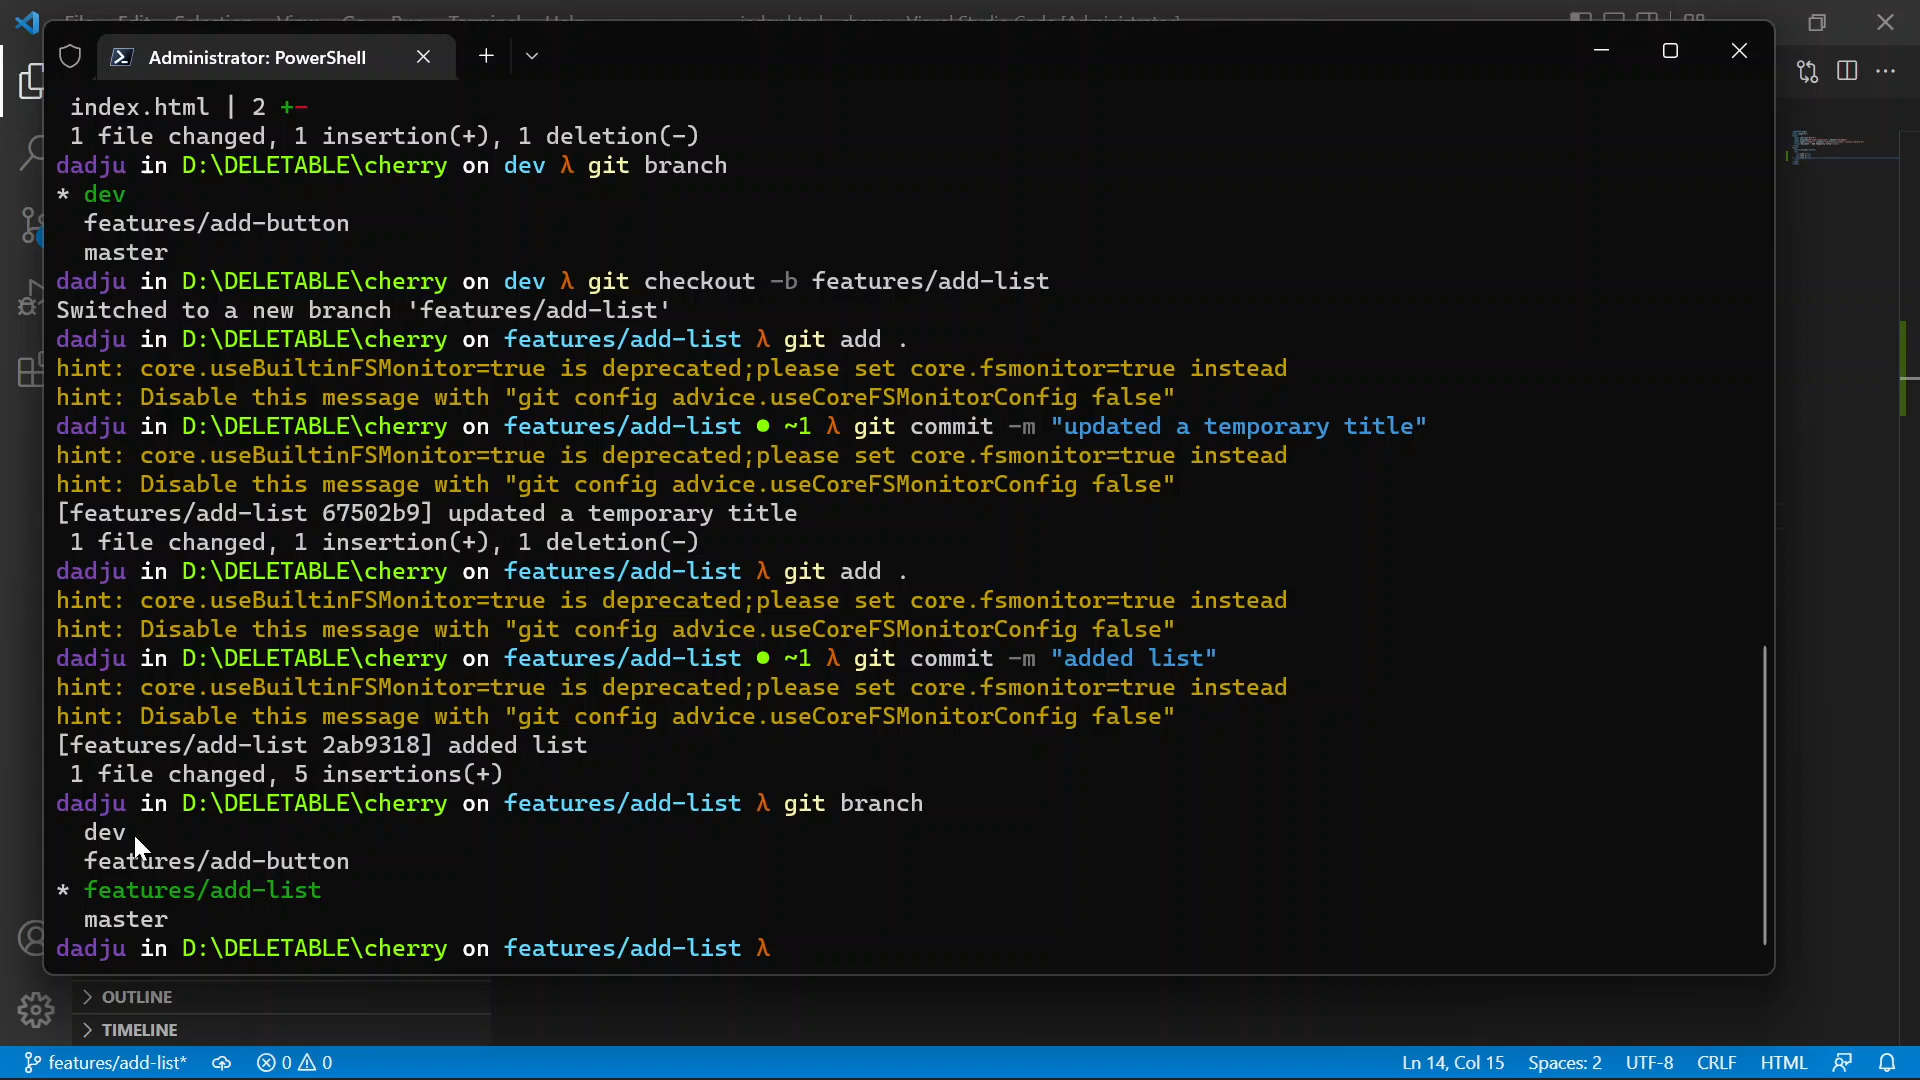 Administrator: PowerShell
index.html | 2 +-
1 file changed, 1 insertion(+), 1 deletion(-)
dadju in D:\DELETABLE\cherry on dev λ git branch
* dev
features/add-button
master
dadju in D:\DELETABLE\cherry on dev λ git checkout -b features/add-list
Switched to a new branch 'features/add-list'
dadju in D:\DELETABLE\cherry on features/add-list λ git add .
hint: core.useBuiltinFSMonitor=true is deprecated;please set core.fsmonitor=true instead
hint: Disable this message with "git config advice.useCoreFSMonitorConfig false"
dadju in D:\DELETABLE\cherry on features/add-list ● ~1 λ git commit -m "updated a temporary title"
hint: core.useBuiltinFSMonitor=true is deprecated;please set core.fsmonitor=true instead
hint: Disable this message with "git config advice.useCoreFSMonitorConfig false"
[features/add-list 67502b9] updated a temporary title
1 file changed, 1 insertion(+), 1 deletion(-)
dadju in D:\DELETABLE\cherry on features/add-list λ git add .
hint: core.useBuiltinFSMonitor=true is deprecated;please set core.fsmonitor=true instead
hint: Disable this message with "git config advice.useCoreFSMonitorConfig false"
dadju in D:\DELETABLE\cherry on features/add-list ● ~1 λ git commit -m "added list"
hint: core.useBuiltinFSMonitor=true is deprecated;please set core.fsmonitor=true instead
hint: Disable this message with "git config advice.useCoreFSMonitorConfig false"
[features/add-list 2ab9318] added list
1 file changed, 5 insertions(+)
dadju in D:\DELETABLE\cherry on features/add-list λ git branch
dev
features/add-button
* features/add-list
master
dadju in D:\DELETABLE\cherry on features/add-list λ
OUTLINE
TIMELINE
features/add-list* 0 0 Ln 14, Col 15 Spaces: 2 UTF-8 CRLF HTML